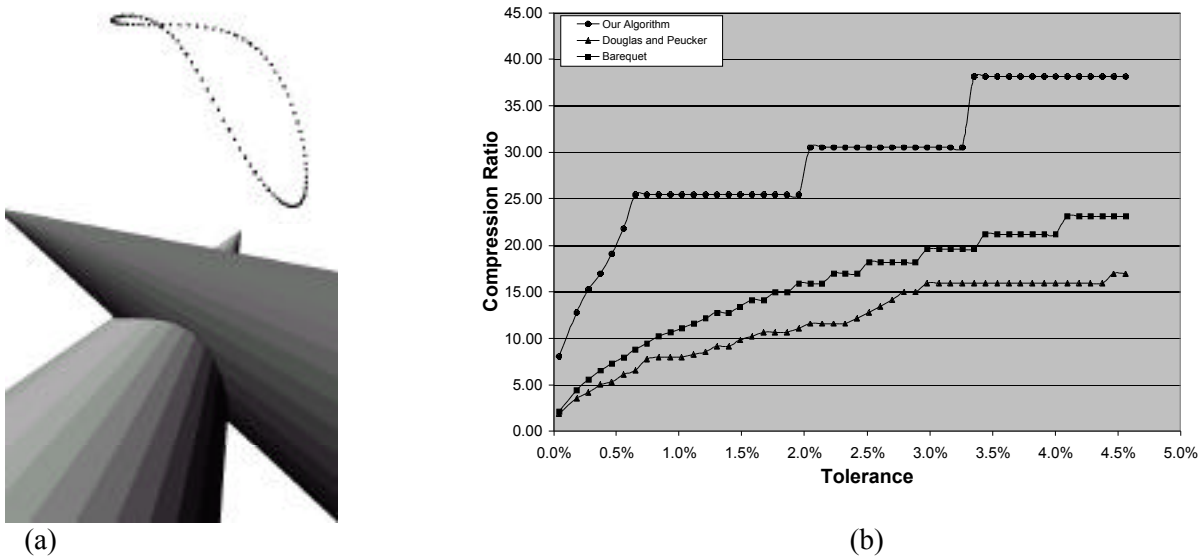 45.00
40.00
35.00
30.00
25.00
20.00
15.00
10.00
5.00
0.00
Compression Ratio
Our Algorithm
Douglas and Peucker
Barequet
0.0% 0.5% 1.0% 1.5% 2.0% 2.5% 3.0% 3.5% 4.0% 4.5% 5.0%
Tolerance
(a) (b)